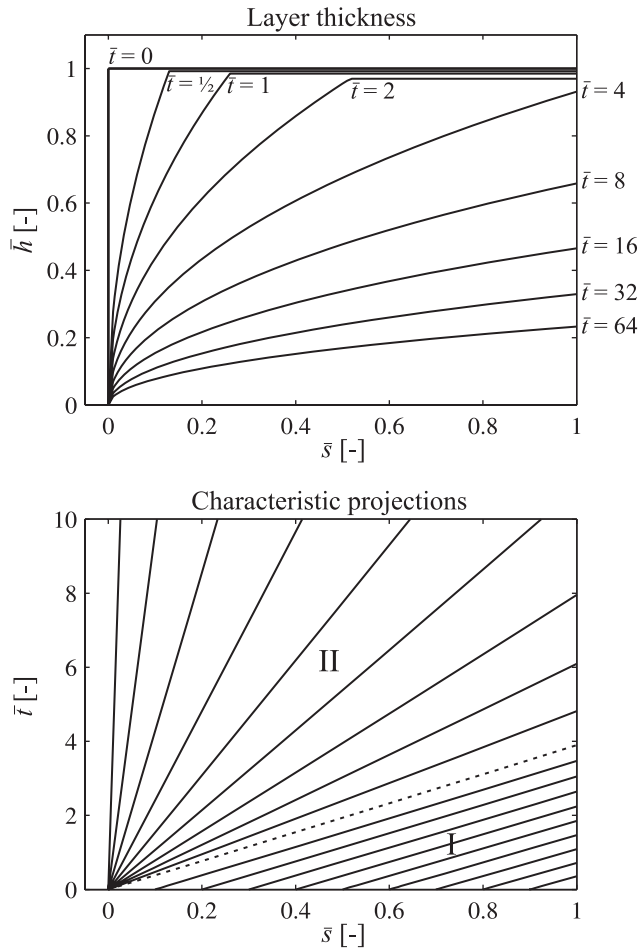 Layer thickness
t̄ = 0
1
t̄ = ½
t̄ = 1
t̄ = 2
t̄ = 4
0.8
t̄ = 8
0.6
h̄ [-]
t̄ = 16
0.4
t̄ = 32
t̄ = 64
0.2
0
0 0.2 0.4 0.6 0.8 1
s̄ [-]
Characteristic projections
10
8
6
II
t̄ [-]
4
2
I
0
0 0.2 0.4 0.6 0.8 1
s̄ [-]